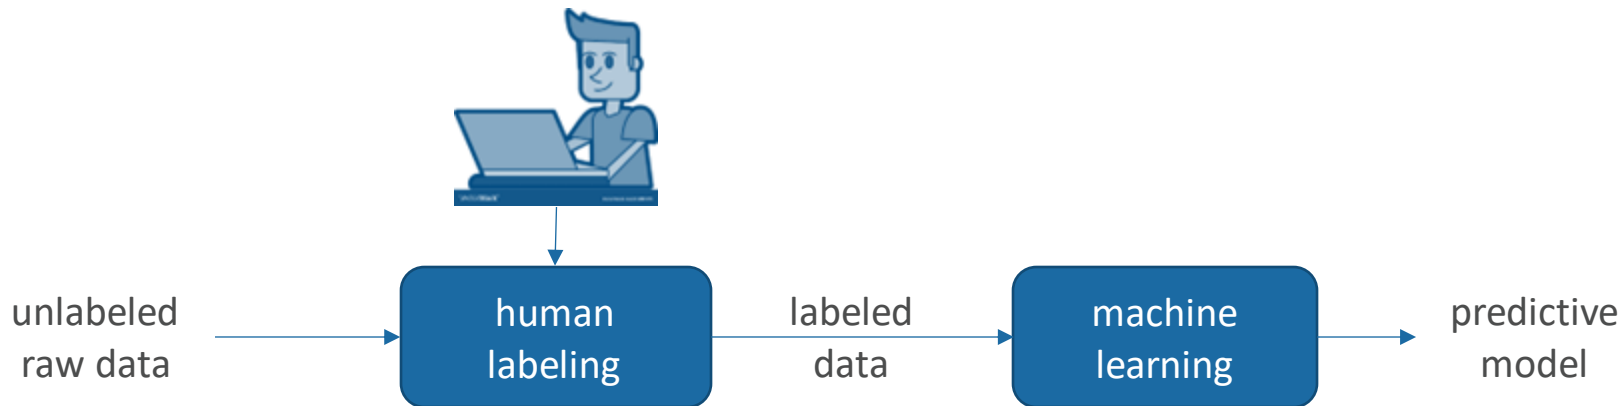 unlabeled
raw data
human
labeling
labeled
data
machine
learning
predictive
model